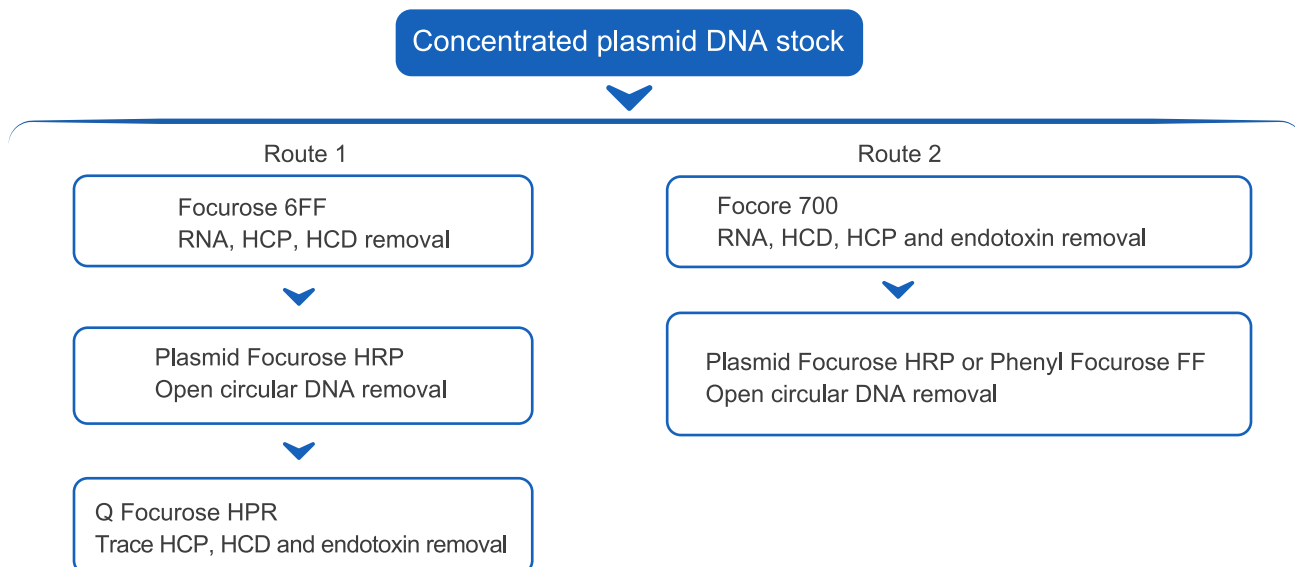 Concentrated plasmid DNA stock
Route 1
Focurose 6FF
RNA, HCP, HCD removal
Plasmid Focurose HRP
Open circular DNA removal
Q Focurose HPR
Trace HCP, HCD and endotoxin removal
Route 2
Focore 700
RNA, HCD, HCP and endotoxin removal
Plasmid Focurose HRP or Phenyl Focurose FF
Open circular DNA removal